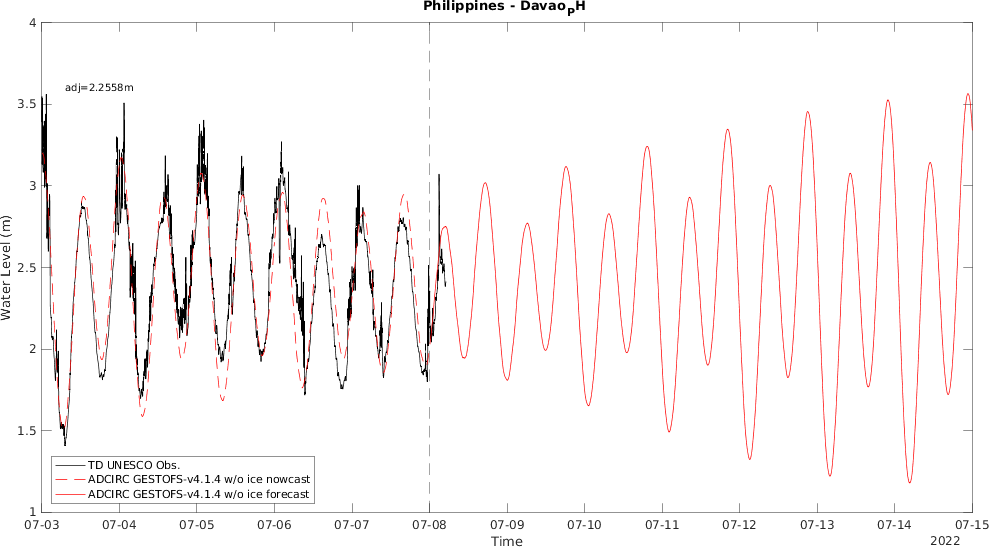 Philippines - DavaopH
4
3.5
3
2.5
2
1.5
1
Water Level (m)
adj=2.2558m
TD UNESCO Obs.
ADCIRC GESTOFS-v4.1.4 w/o ice nowcast
ADCIRC GESTOFS-v4.1.4 w/o ice forecast
07-03 07-04 07-05 07-06 07-07 07-08 07-09 07-10 07-11 07-12 07-13 07-14 07-15
Time
2022